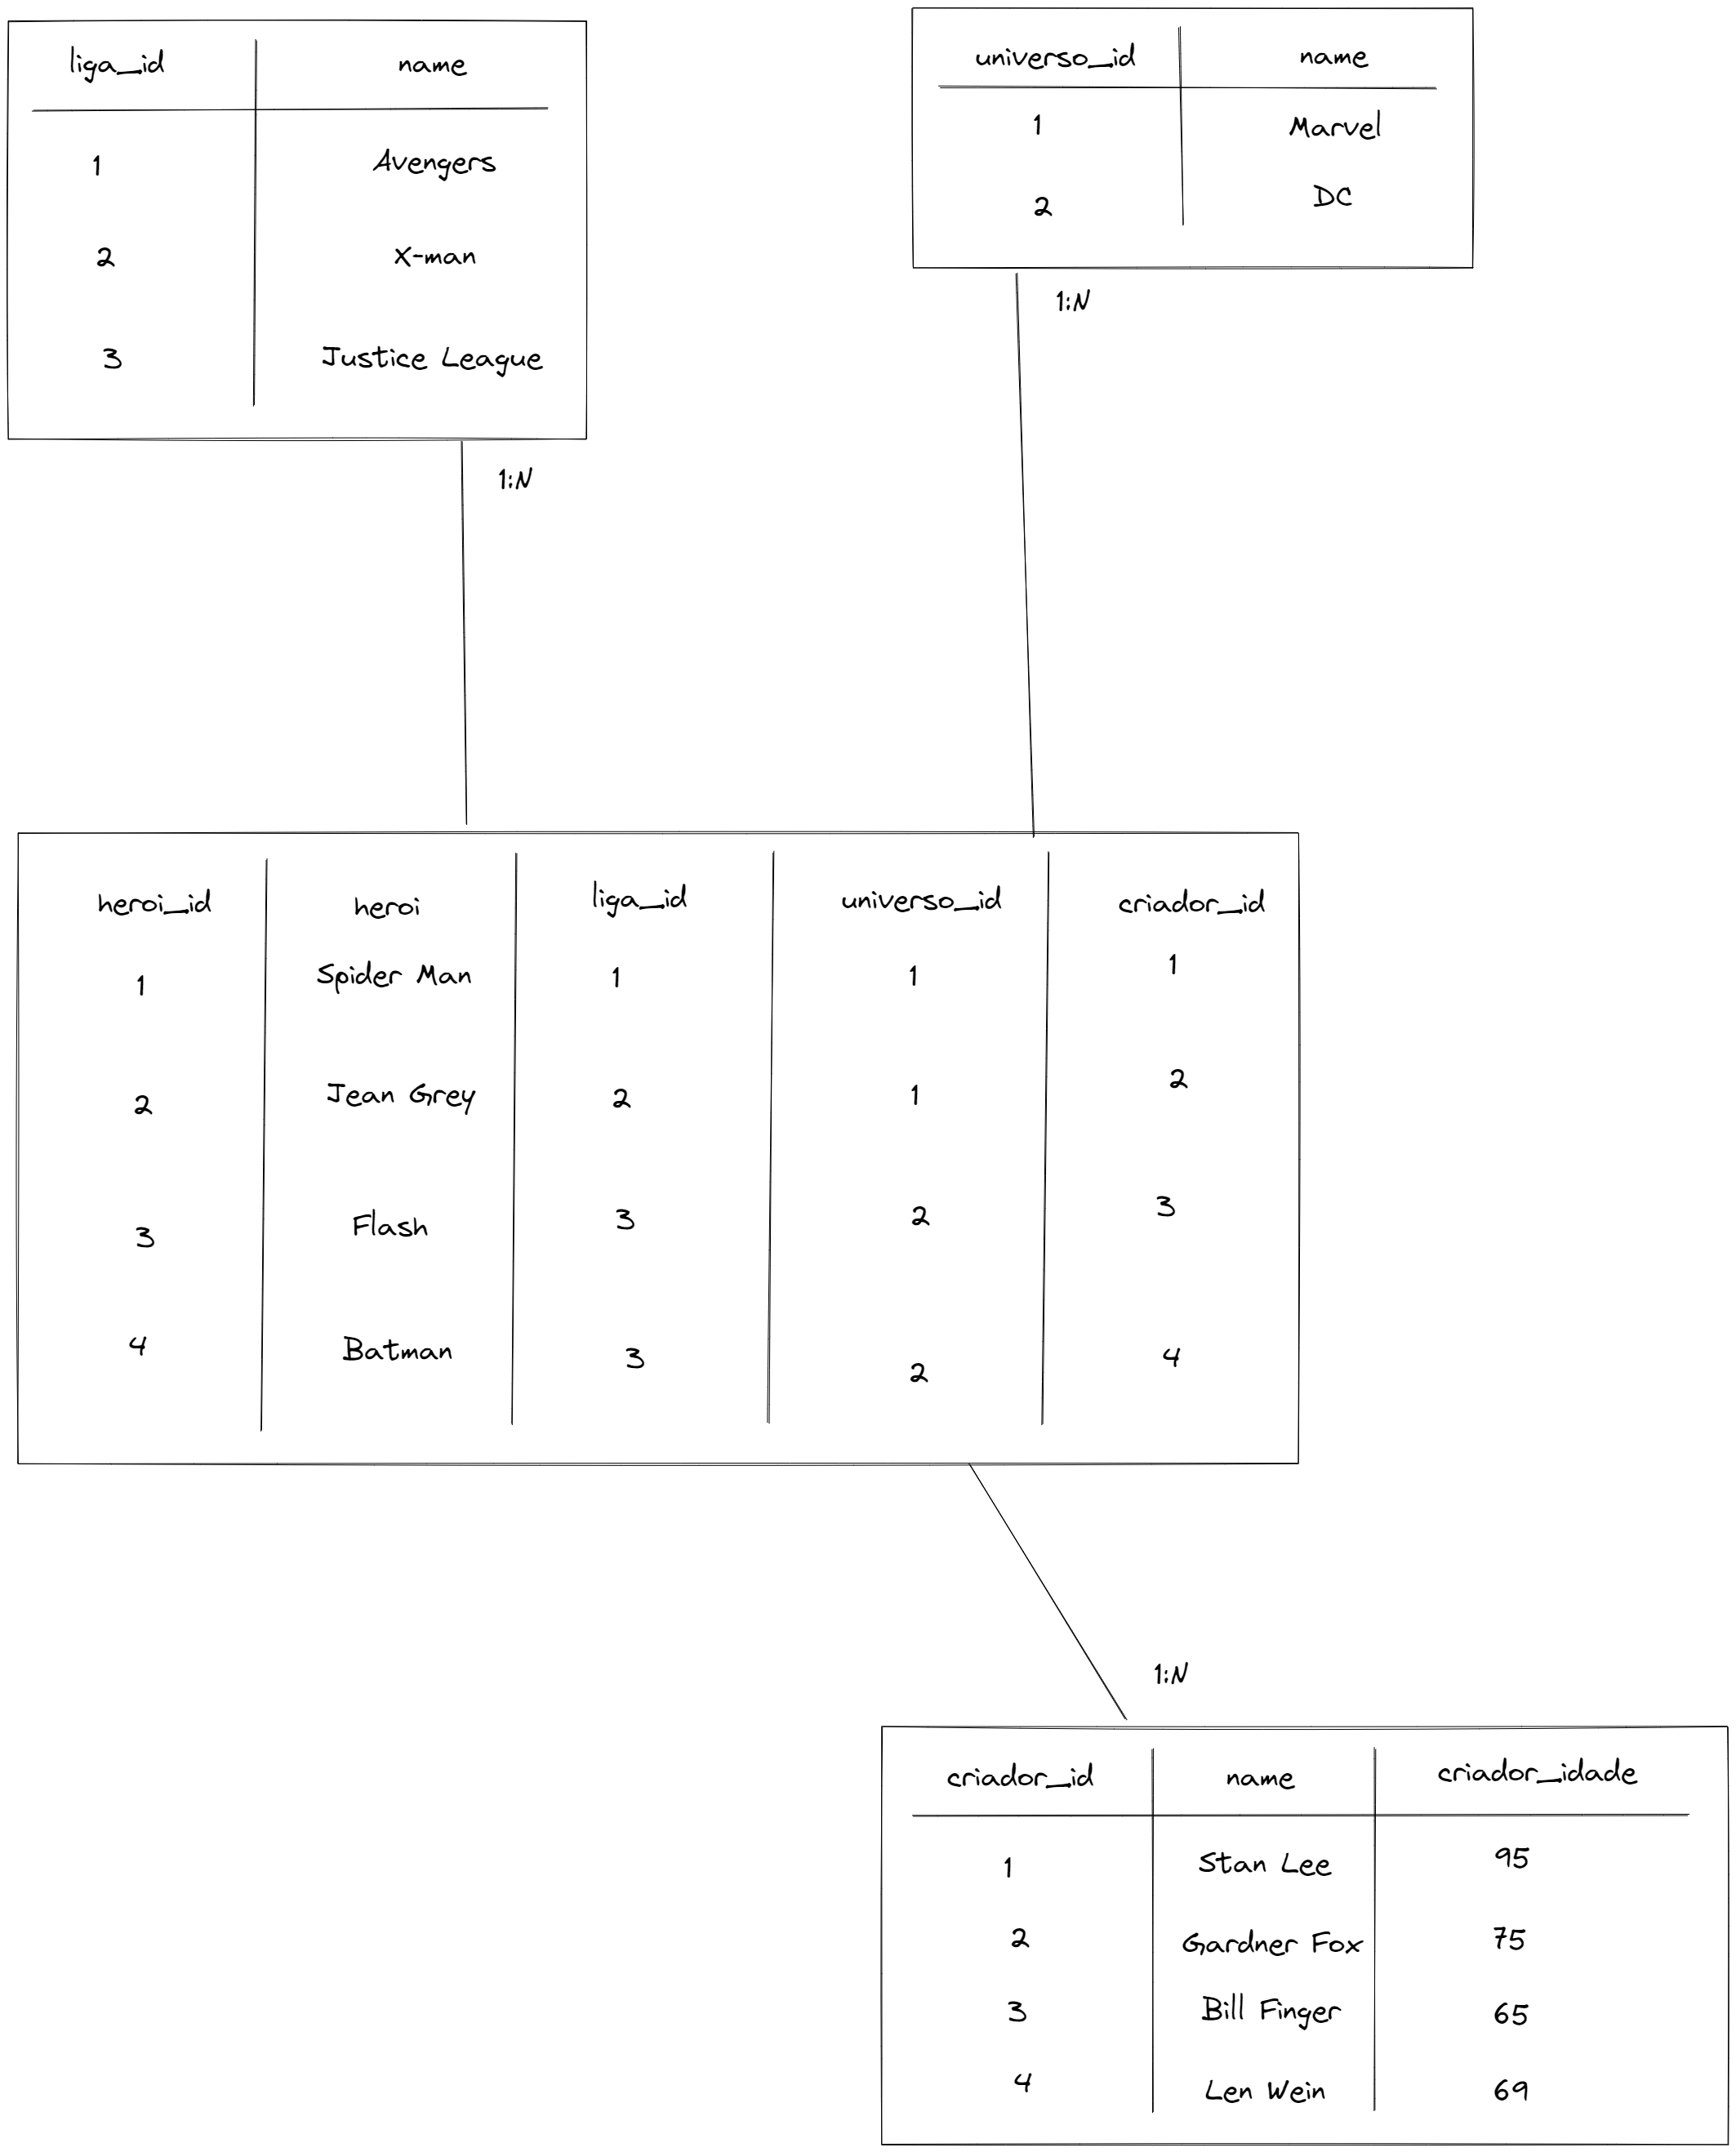 liga_id name
1 Avengers
2 X-man
3 Justice League
1:N
universo_id name
1 Marvel
2 DC
1:N
heroi_id heroi liga_id universo_id criador_id
1 Spider Man 1 1 1
2 Jean Grey 2 1 2
3 Flash 3 2 3
4 Batman 3 2 4
1:N
criador_id name criador_idade
1 Stan Lee 95
2 Gardner Fox 75
3 Bill Finger 65
4 Len Wein 69